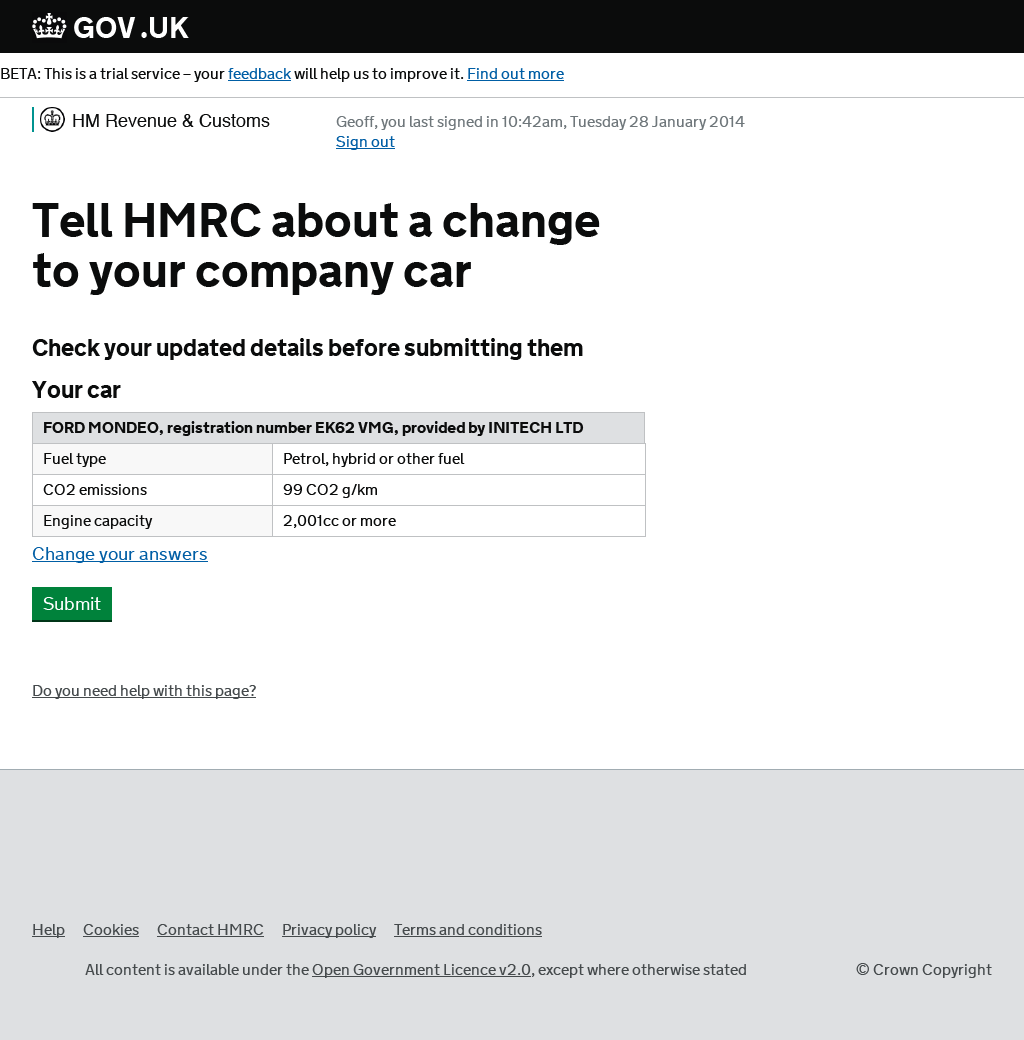 GOV.UK
BETA: This is a trial service – your feedback will help us to improve it. Find out more
HM Revenue & Customs
Geoff, you last signed in 10:42am, Tuesday 28 January 2014
Sign out
Tell HMRC about a change
to your company car
Check your updated details before submitting them
Your car
FORD MONDEO, registration number EK62 VMG, provided by INITECH LTD
Fuel type Petrol, hybrid or other fuel
CO2 emissions 99 CO2 g/km
Engine capacity 2,001cc or more
Change your answers
Submit
Do you need help with this page?
Help Cookies Contact HMRC Privacy policy Terms and conditions
All content is available under the Open Government Licence v2.0, except where otherwise stated © Crown Copyright